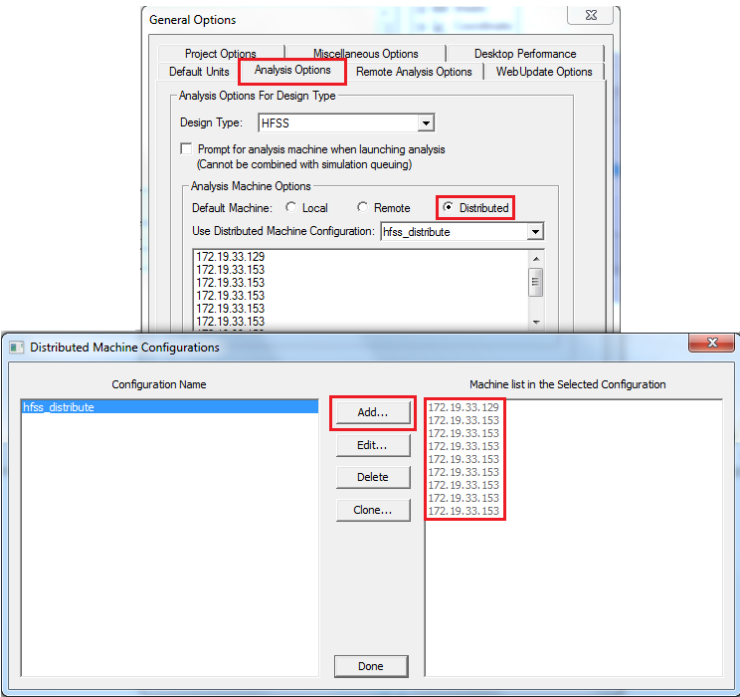 General Options
Project Options Miscellaneous Options Desktop Performance
Default Units Analysis Options Remote Analysis Options WebUpdate Options
Analysis Options For Design Type
Design Type: HFSS
Prompt for analysis machine when launching analysis
(Cannot be combined with simulation queuing)
Analysis Machine Options
Default Machine: Local Remote Distributed
Use Distributed Machine Configuration: hfss_distribute
172.19.33.129
172.19.33.153
172.19.33.153
172.19.33.153
172.19.33.153
172.19.33.153
Distributed Machine Configurations
Configuration Name
hfss_distribute
Add...
Edit...
Delete
Clone...
Done
Machine list in the Selected Configuration
172.19.33.129
172.19.33.153
172.19.33.153
172.19.33.153
172.19.33.153
172.19.33.153
172.19.33.153
172.19.33.153
172.19.33.153